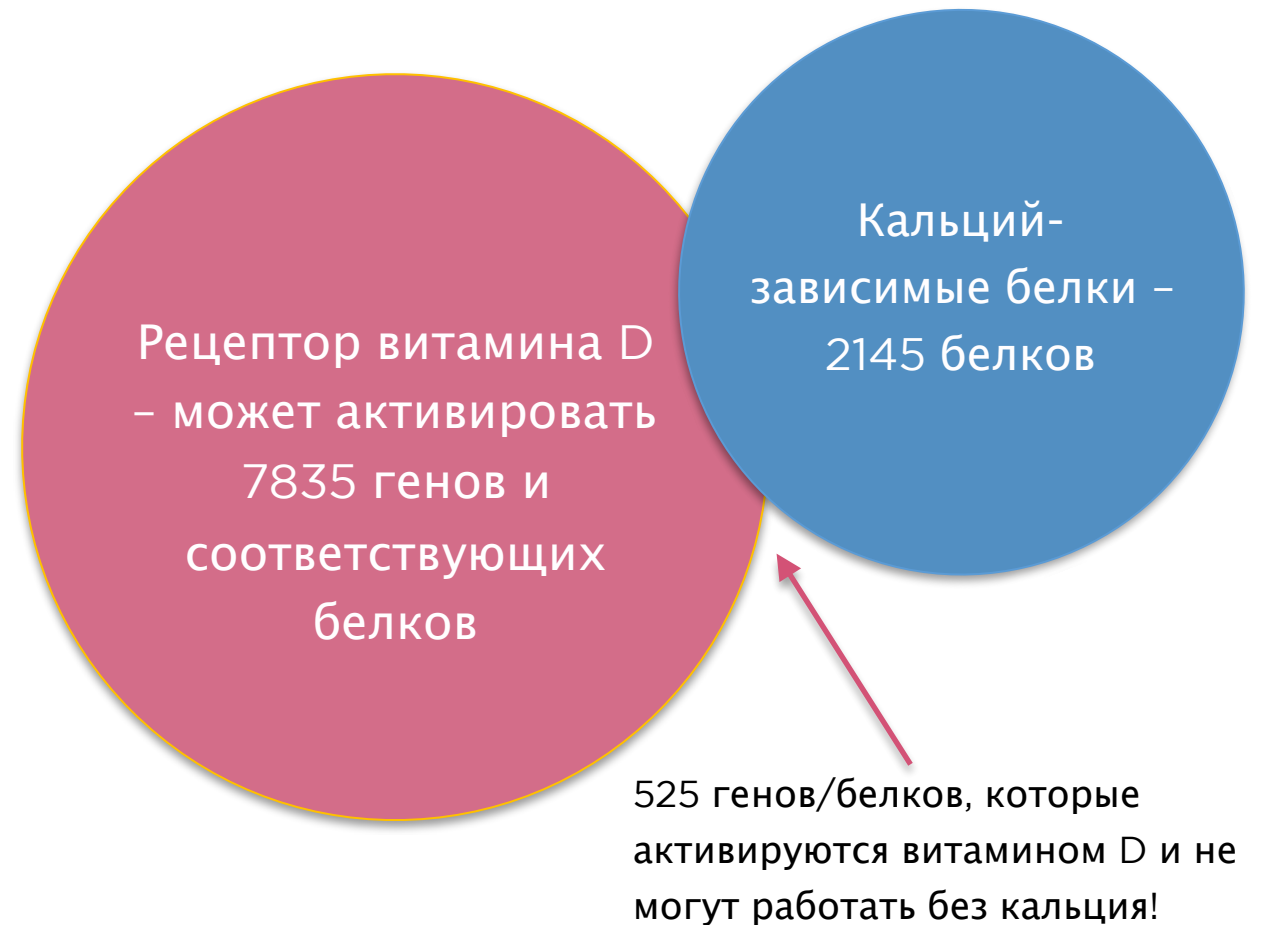 Рецептор витамина D
– может активировать
7835 генов и
соответствующих
белков
Кальций-
зависимые белки –
2145 белков
525 генов/белков, которые
активируются витамином D и не
могут работать без кальция!